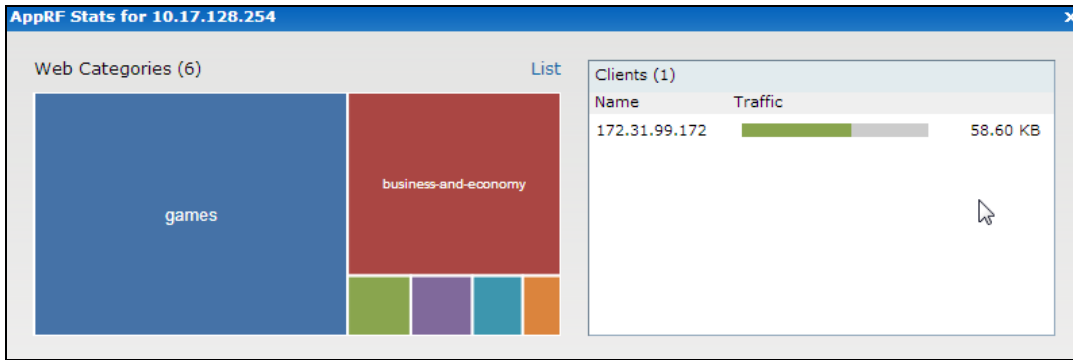 AppRF Stats for 10.17.128.254 x
Web Categories (6) List
games
business-and-economy
Clients (1)
Name Traffic
172.31.99.172 58.60 KB